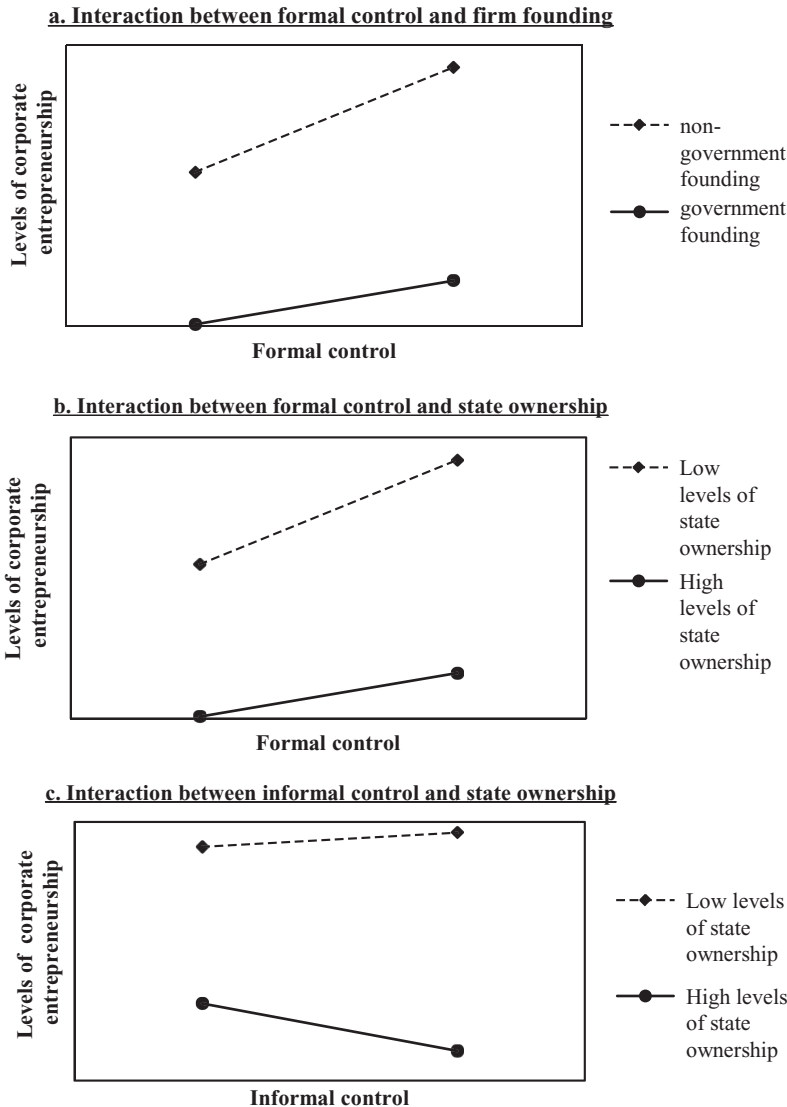 a. Interaction between formal control and firm founding
Levels of corporate
entrepreneurship
non-
government
founding
government
founding
Formal control
b. Interaction between formal control and state ownership
Levels of corporate
entrepreneurship
Low
levels of
state
ownership
High
levels of
state
ownership
Formal control
c. Interaction between informal control and state ownership
Levels of corporate
entrepreneurship
Low levels
of state
ownership
High levels
of state
ownership
Informal control